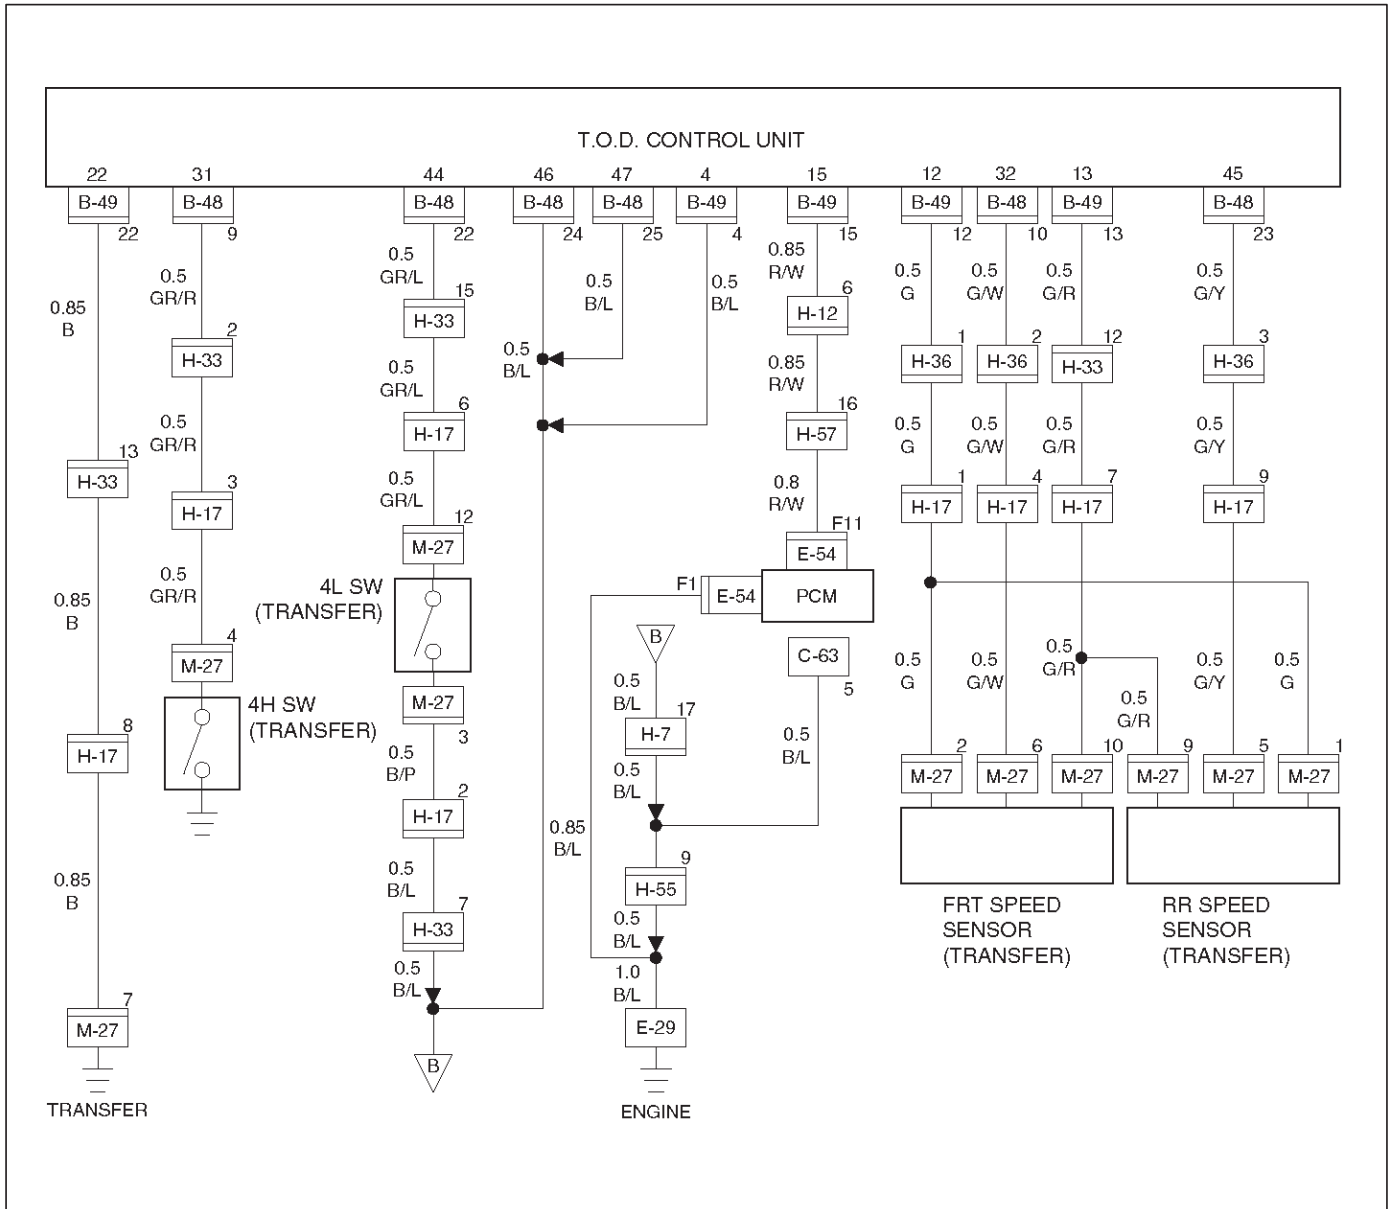 T.O.D. CONTROL UNIT
22 31 44 46 47 4 15 12 32 13 45
B-49 B-48 B-48 B-48 B-48 B-49 B-49 B-49 B-48 B-49 B-48
22 9 22 24 25 4 15 12 10 13 23
0.85
B
0.5
GR/R
2
H-33
0.5
GR/R
3
H-17
0.5
GR/R
4
M-27
4H SW
(TRANSFER)
13
H-33
0.85
B
8
H-17
0.85
B
7
M-27
TRANSFER
0.5
GR/L
15
H-33
0.5
GR/L
6
H-17
0.5
GR/L
12
M-27
4L SW
(TRANSFER)
M-27
3
0.5
B/P
2
H-17
0.5
B/L
7
H-33
0.5
B/L
B
0.5
B/L
0.5
B/L
0.5
B/L
0.85
R/W
6
H-12
0.85
R/W
16
H-57
0.8
R/W
F11
E-54
F1
E-54
PCM
C-63
5
0.5
B/L
B
0.5
B/L
17
H-7
0.5
B/L
0.85
B/L
9
H-55
0.5
B/L
1.0
B/L
E-29
ENGINE
0.5
G
0.5
G/W
0.5
G/R
0.5
G/Y
1 2 12 3
H-36 H-36 H-33 H-36
0.5
G
0.5
G/W
0.5
G/R
0.5
G/Y
1 4 7 9
H-17 H-17 H-17 H-17
0.5
G
0.5
G/W
0.5
G/R
0.5
G/R
0.5
G/Y
0.5
G
2 6 10 9 5 1
M-27 M-27 M-27 M-27 M-27 M-27
FRT SPEED
SENSOR
(TRANSFER)
RR SPEED
SENSOR
(TRANSFER)